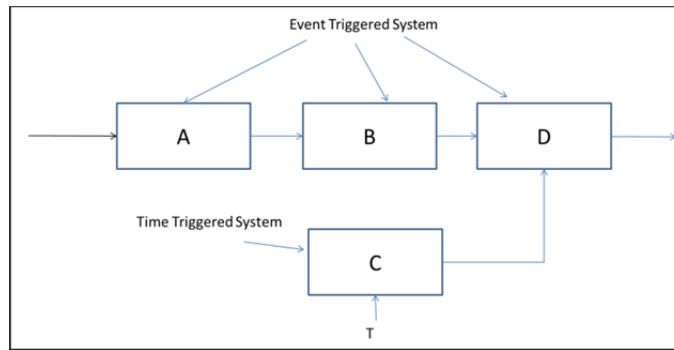 Event Triggered System
A
B
D
Time Triggered System
C
T